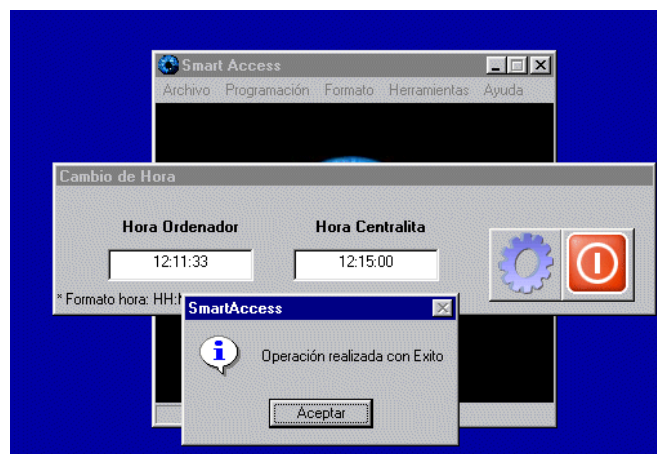 Smart Access
Archivo Programación Formato Herramientas Ayuda
Cambio de Hora
Hora Ordenador Hora Centralita
12:11:33 12:15:00
* Formato hora:
SmartAccess
Operación realizada con Exito
Aceptar